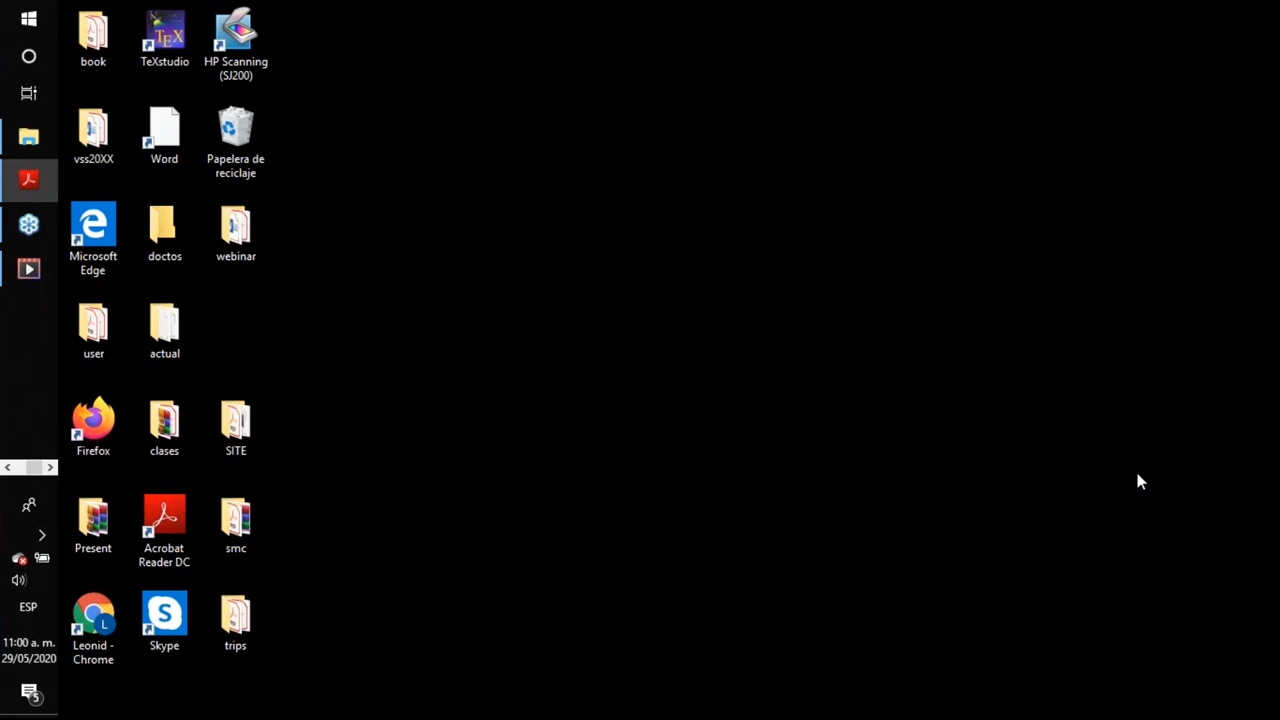 book
TeXstudio
HP Scanning
(SJ200)
vss20XX
Word
Papelera de
reciclaje
Microsoft
Edge
doctos
webinar
user
actual
Firefox
clases
SITE
Present
Acrobat
Reader DC
smc
Leonid -
Chrome
Skype
trips
ESP
11:00 a. m.
29/05/2020
5